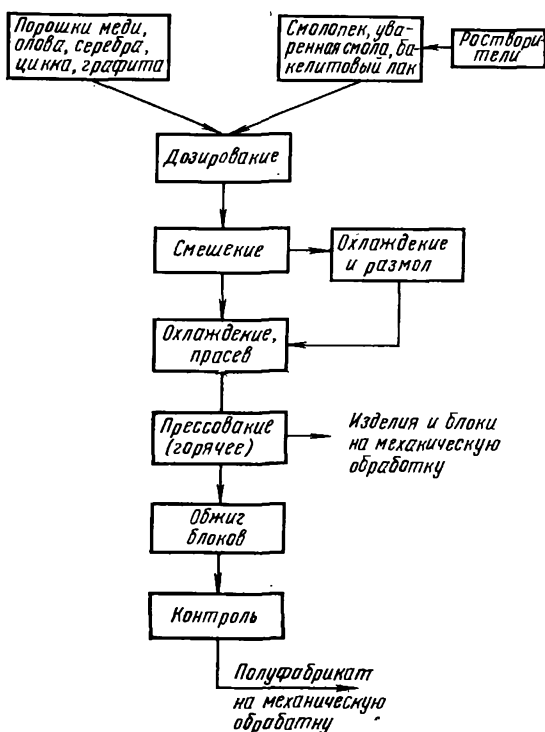 Порошки меди,
олова, серебра,
цинка, графита
Смолопек, ува-
ренная смола, ба-
келитовый лак
Раствори-
тели
Дозирование
Смешение
Охлаждение
и размол
Охлаждение,
просев
Прессование
(горячее)
Изделия и блоки
на механическую
обработку
Обжиг
блоков
Контроль
Полуфабрикат
на механическую
обработку